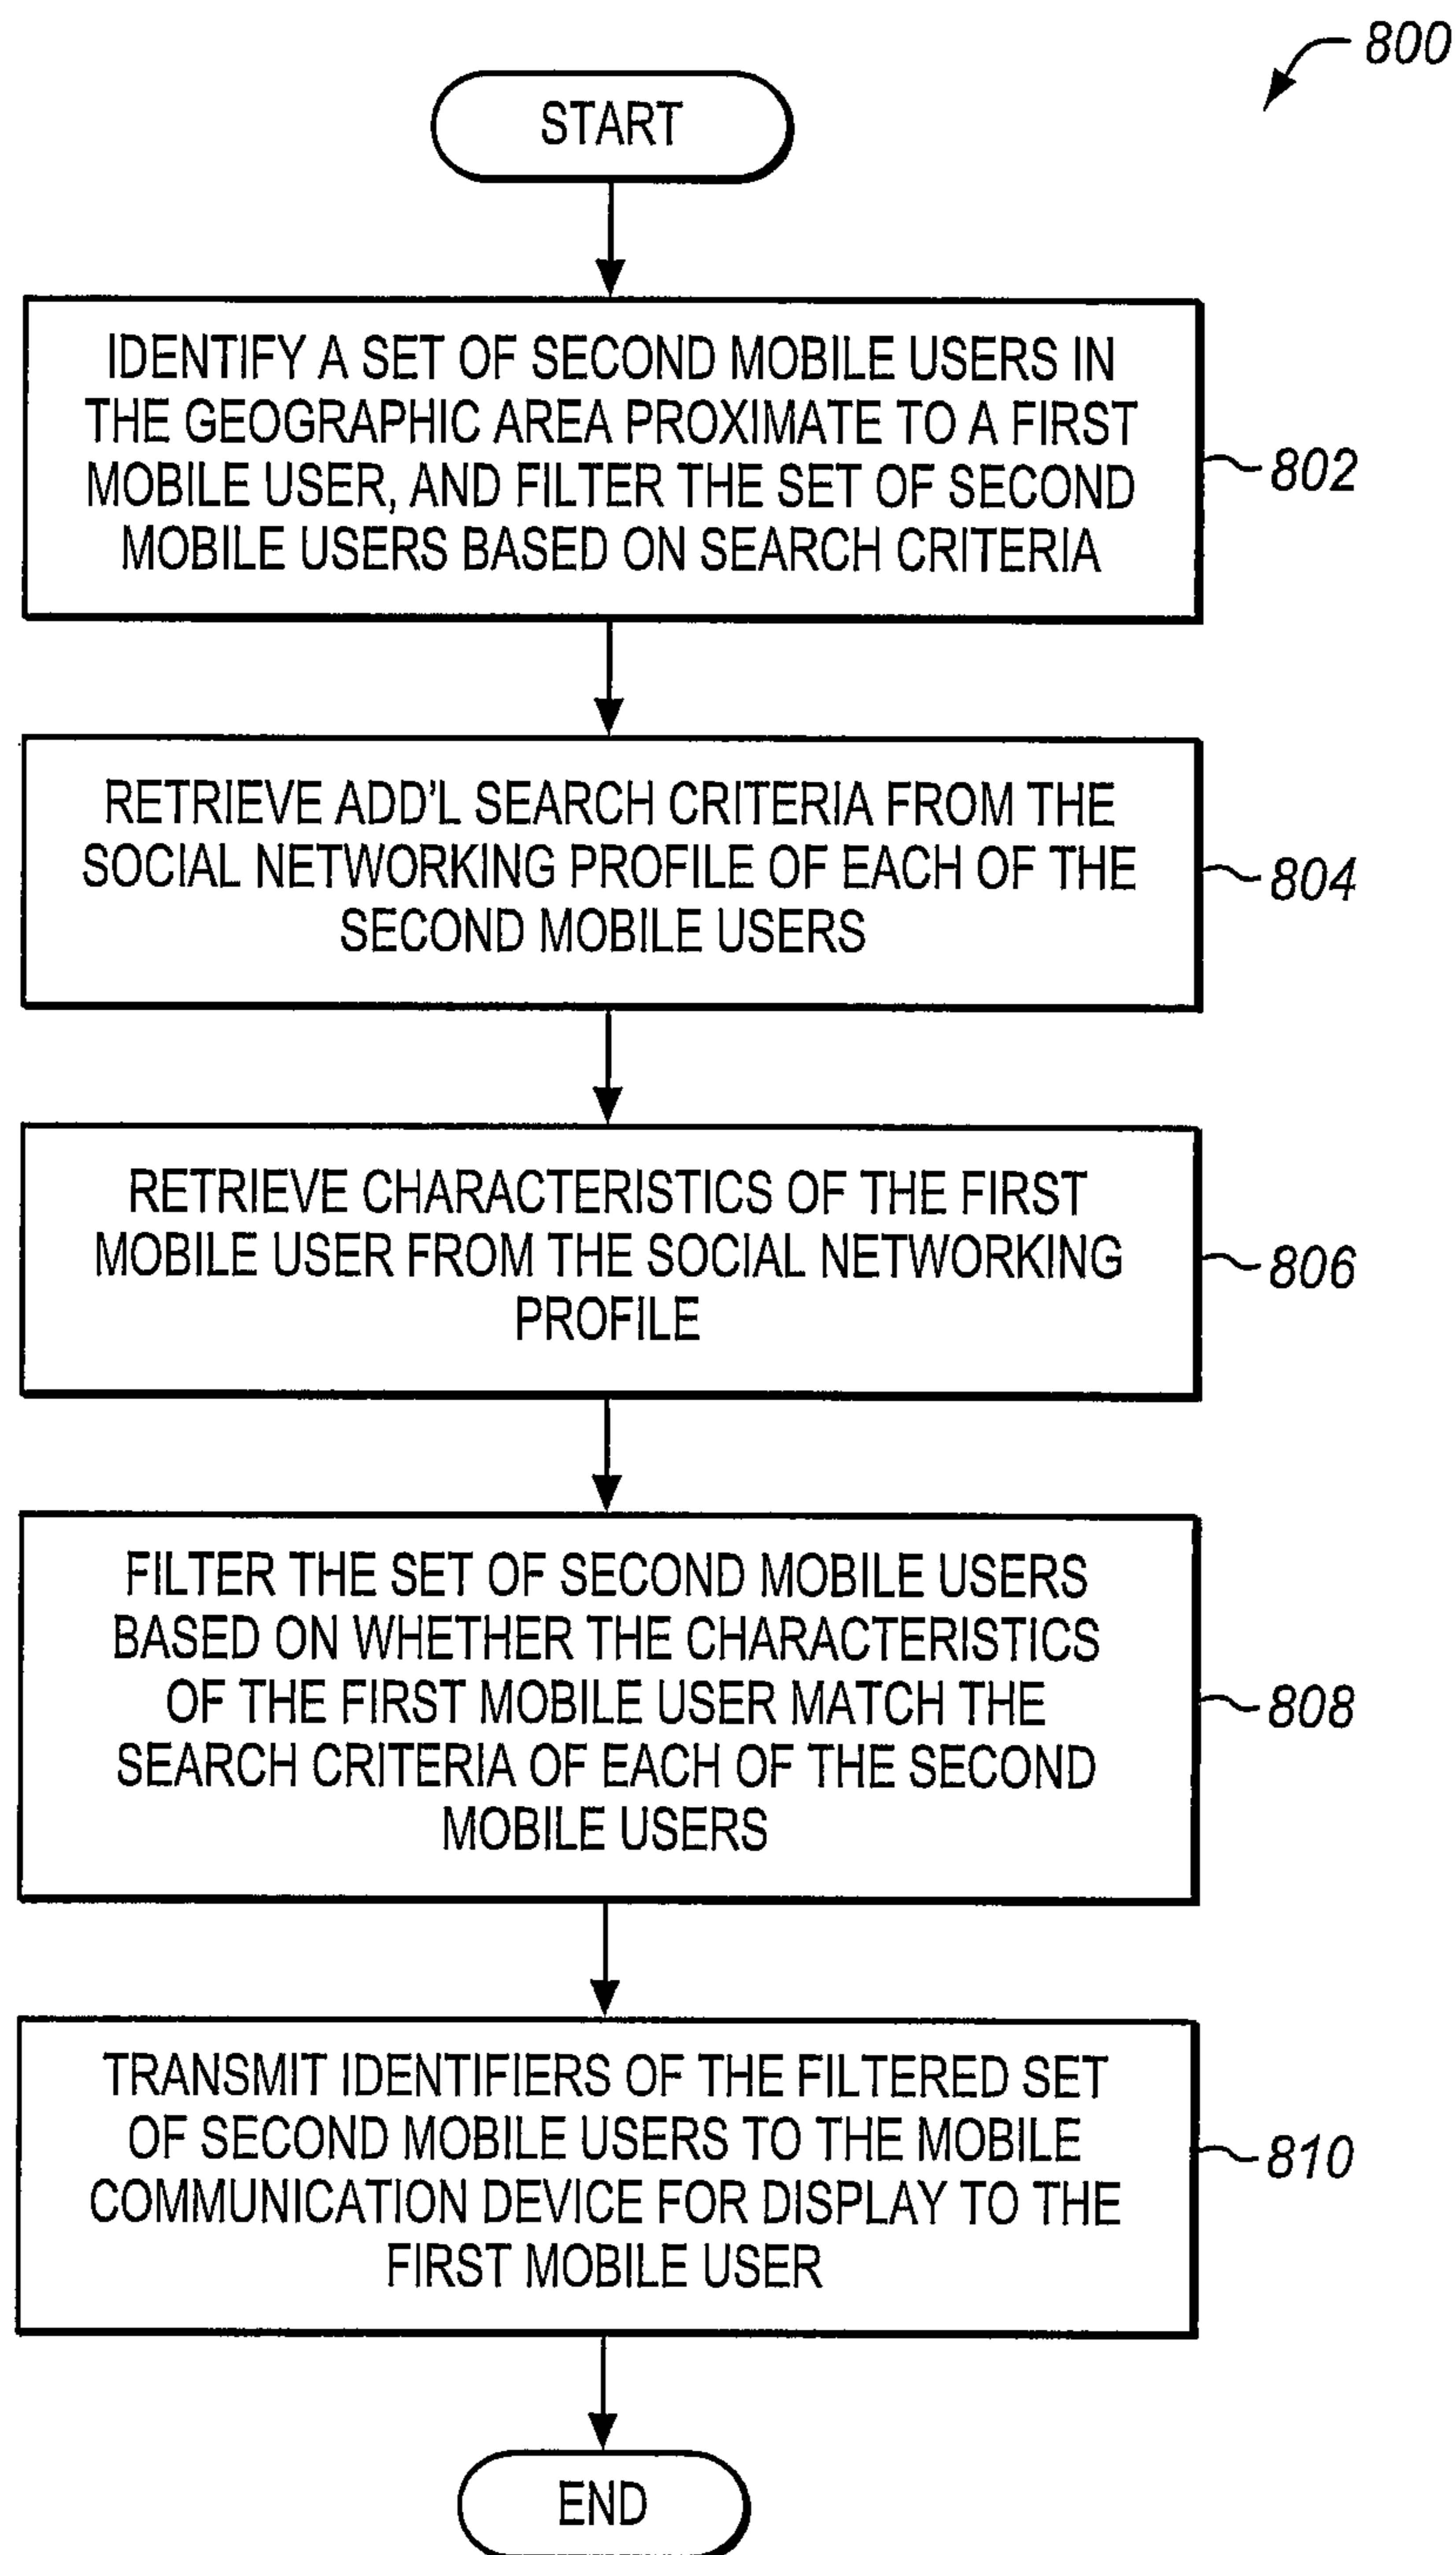 800
START
IDENTIFY A SET OF SECOND MOBILE USERS IN
THE GEOGRAPHIC AREA PROXIMATE TO A FIRST
MOBILE USER, AND FILTER THE SET OF SECOND
MOBILE USERS BASED ON SEARCH CRITERIA
802
RETRIEVE ADD'L SEARCH CRITERIA FROM THE
SOCIAL NETWORKING PROFILE OF EACH OF THE
SECOND MOBILE USERS
804
RETRIEVE CHARACTERISTICS OF THE FIRST
MOBILE USER FROM THE SOCIAL NETWORKING
PROFILE
806
FILTER THE SET OF SECOND MOBILE USERS
BASED ON WHETHER THE CHARACTERISTICS
OF THE FIRST MOBILE USER MATCH THE
SEARCH CRITERIA OF EACH OF THE SECOND
MOBILE USERS
808
TRANSMIT IDENTIFIERS OF THE FILTERED SET
OF SECOND MOBILE USERS TO THE MOBILE
COMMUNICATION DEVICE FOR DISPLAY TO THE
FIRST MOBILE USER
810
END